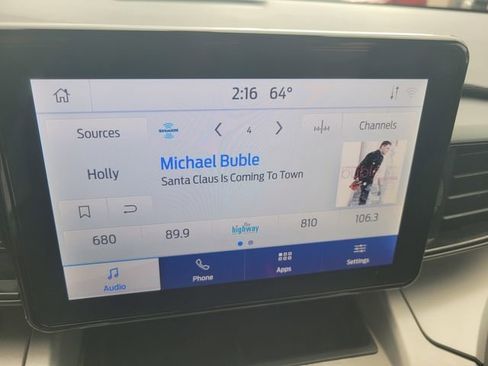 2:16 64°
Sources
SiriusXM
4
Channels
Michael Buble
Holly
Santa Claus Is Coming To Town
680
89.9
highway
810
106.3
Audio
Phone
Apps
Settings